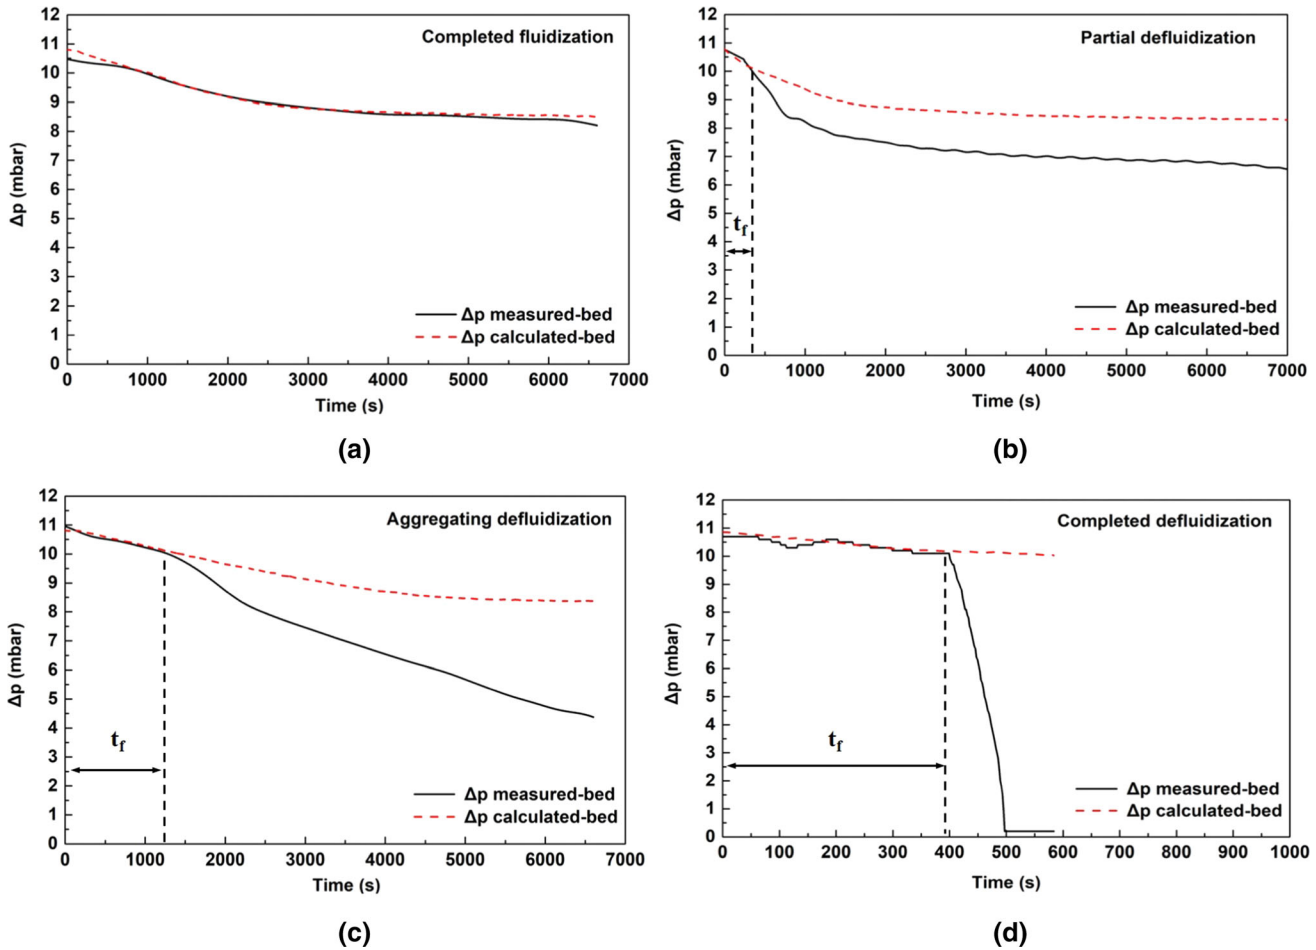 12
11
10
9
8
7
6
5
4
3
2
1
0
Δp (mbar)
Completed fluidization
Δp measured-bed
Δp calculated-bed
0 1000 2000 3000 4000 5000 6000 7000
Time (s)
(a)
12
11
10
9
8
7
6
5
4
3
2
1
0
Δp (mbar)
Partial defluidization
tf
Δp measured-bed
Δp calculated-bed
0 1000 2000 3000 4000 5000 6000 7000
Time (s)
(b)
12
11
10
9
8
7
6
5
4
3
2
1
0
Δp (mbar)
Aggregating defluidization
tf
Δp measured-bed
Δp calculated-bed
0 1000 2000 3000 4000 5000 6000 7000
Time (s)
(c)
12
11
10
9
8
7
6
5
4
3
2
1
0
Δp (mbar)
Completed defluidization
tf
Δp measured-bed
Δp calculated-bed
0 100 200 300 400 500 600 700 800 900 1000
Time (s)
(d)